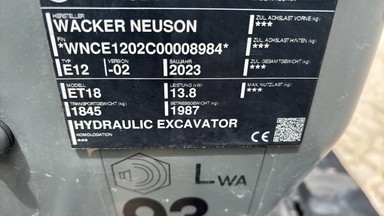 HERSTELLER
WACKER NEUSON
ZUL. ACHSLAST VORNE (kg)
***
FIN
*WNCE1202C00008984*
ZUL. ACHSLAST HINTEN (kg)
***
TYP VERSION BAUJAHR
E12 -02 2023
ZUL. GESAMTGEWICHT (kg)
***
MODELL LEISTUNG (kW) MAX. NUTZLAST (kg)
ET18 13.8 ***
TRANSPORTGEWICHT (kg) BETRIEBSGEWICHT (kg)
1845 1987
HYDRAULIC EXCAVATOR
HOMOLOGATION
***
CE
LWA
93